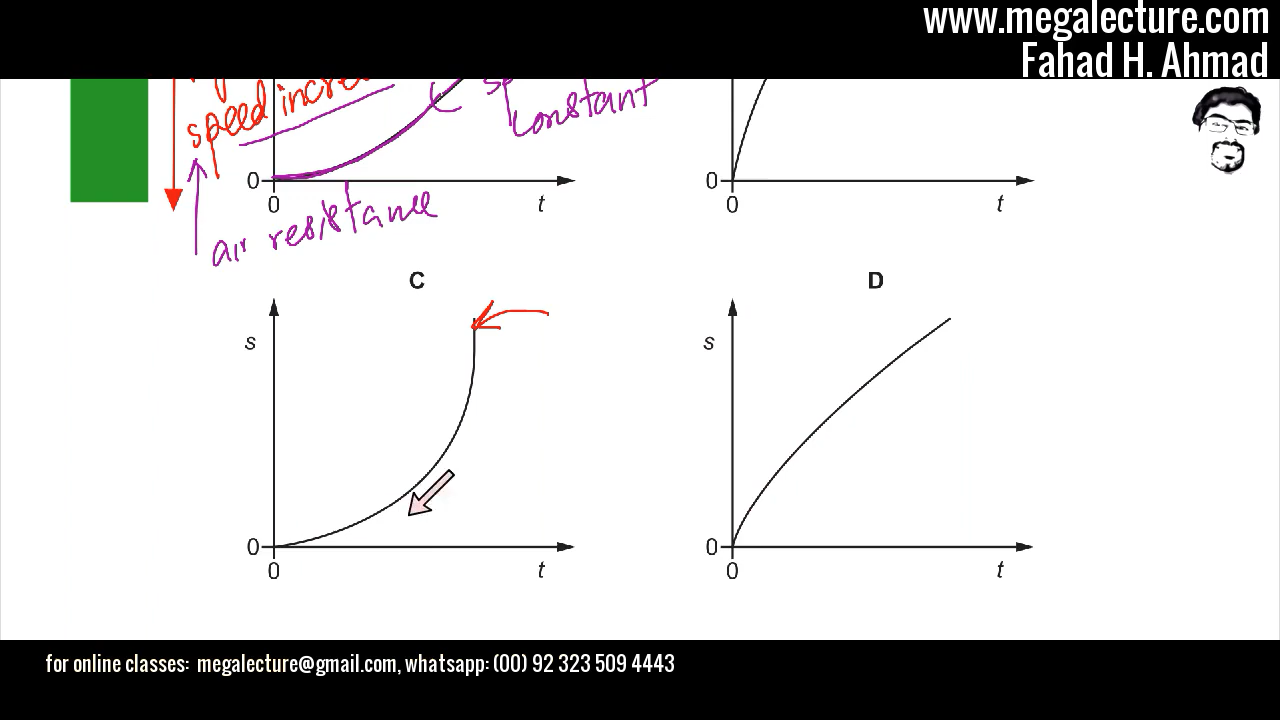 www.megalecture.com
Fahad H. Ahmad
speed
constant
0
0
0
t
0
t
air resistance
C
D
s
s
0
0
0
t
0
t
for online classes: megalecture@gmail.com, whatsapp: (00) 92 323 509 4443